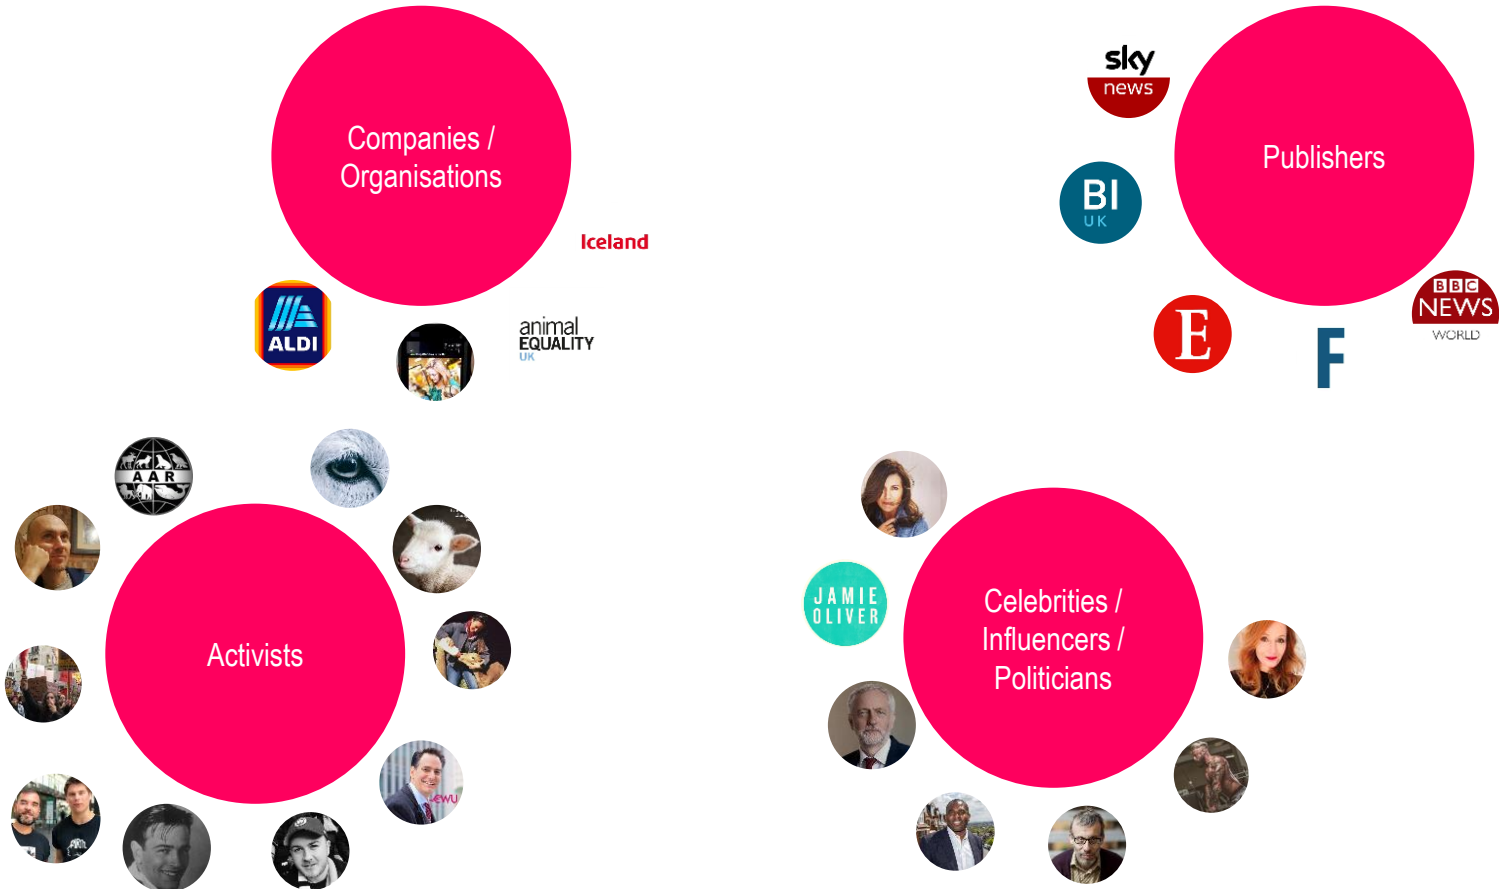 Companies /
Organisations
Iceland
ALDI
animal
EQUALITY
UK
sky
news
BI
UK
Publishers
E
F
BBC
NEWS
WORLD
AAR
Activists
CWU
JAMIE
OLIVER
Celebrities /
Influencers /
Politicians